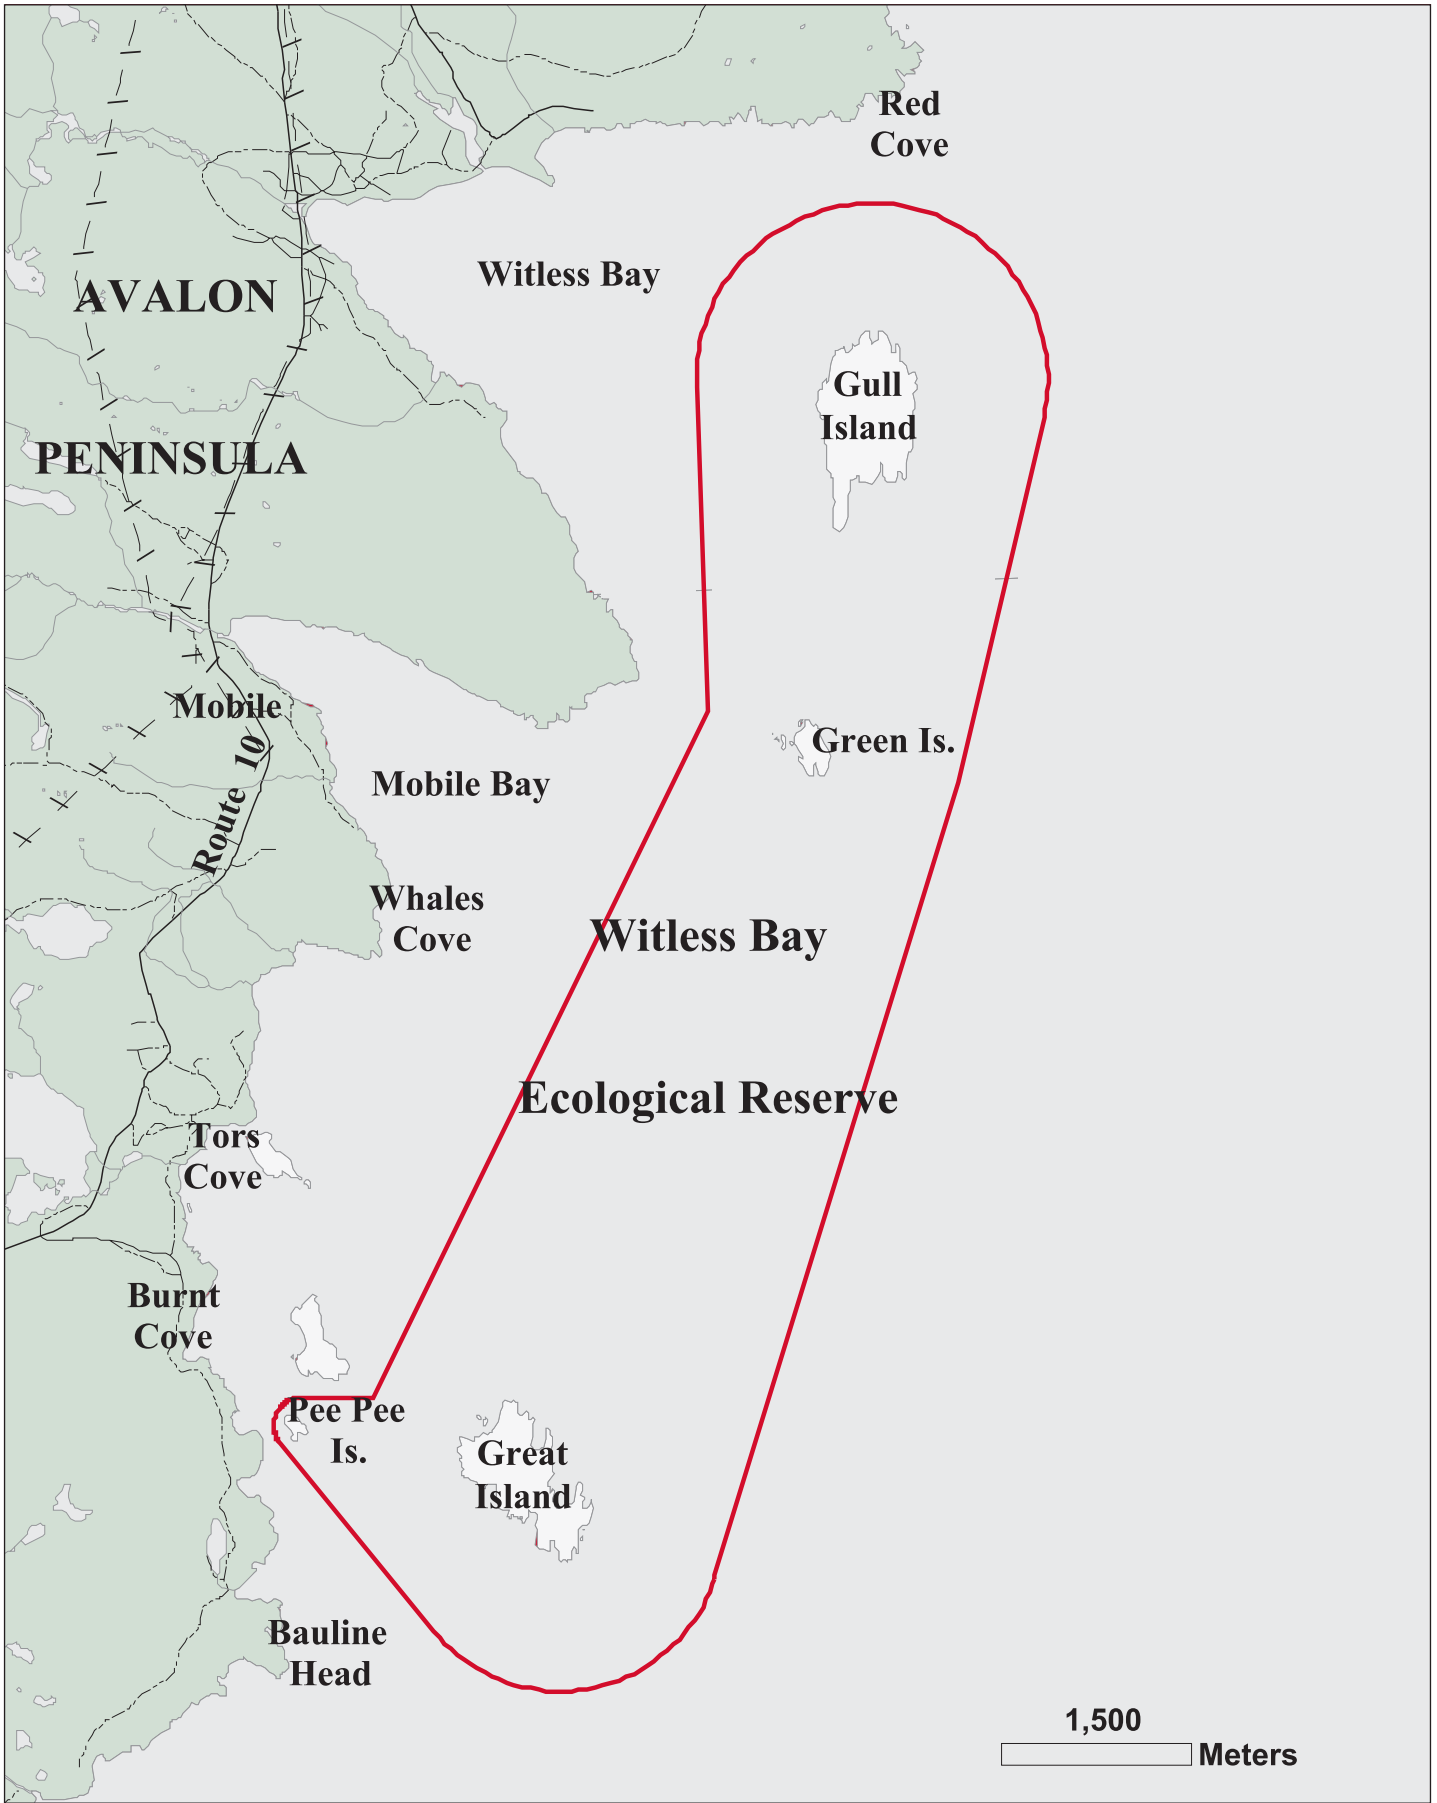 Red
Cove
Witless Bay
AVALON
Gull
Island
PENINSULA
Mobile
Green Is.
Route 10
Mobile Bay
Whales
Cove
Witless Bay
Ecological Reserve
Tors
Cove
Burnt
Cove
Pee Pee
Is.
Great
Island
Bauline
Head
1,500
Meters